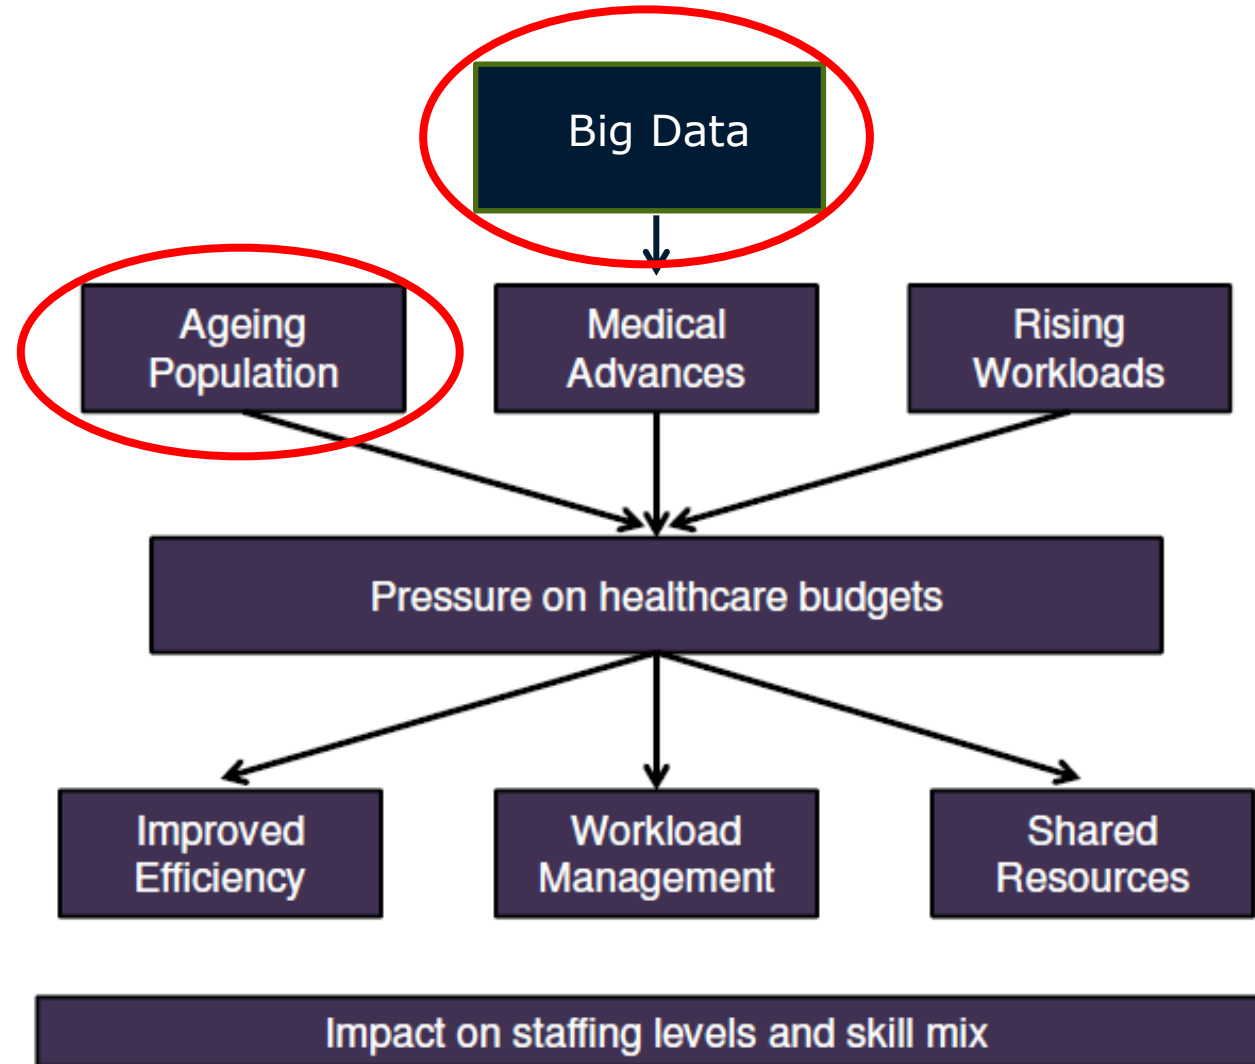 Big Data
Ageing
Population
Medical
Advances
Rising
Workloads
Pressure on healthcare budgets
Improved
Efficiency
Workload
Management
Shared
Resources
Impact on staffing levels and skill mix